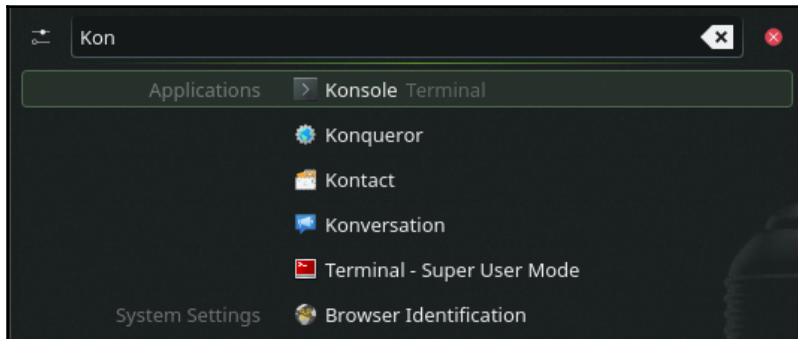 Kon
Applications Konsole Terminal
Konqueror
Kontact
Konversation
Terminal - Super User Mode
System Settings Browser Identification